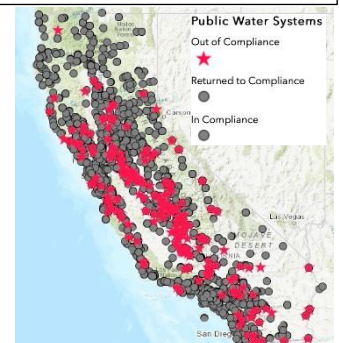 Public Water Systems
Out of Compliance
Returned to Compliance
In Compliance
Carson
Las Vegas
MOJAVE
DESERT
San Dieg